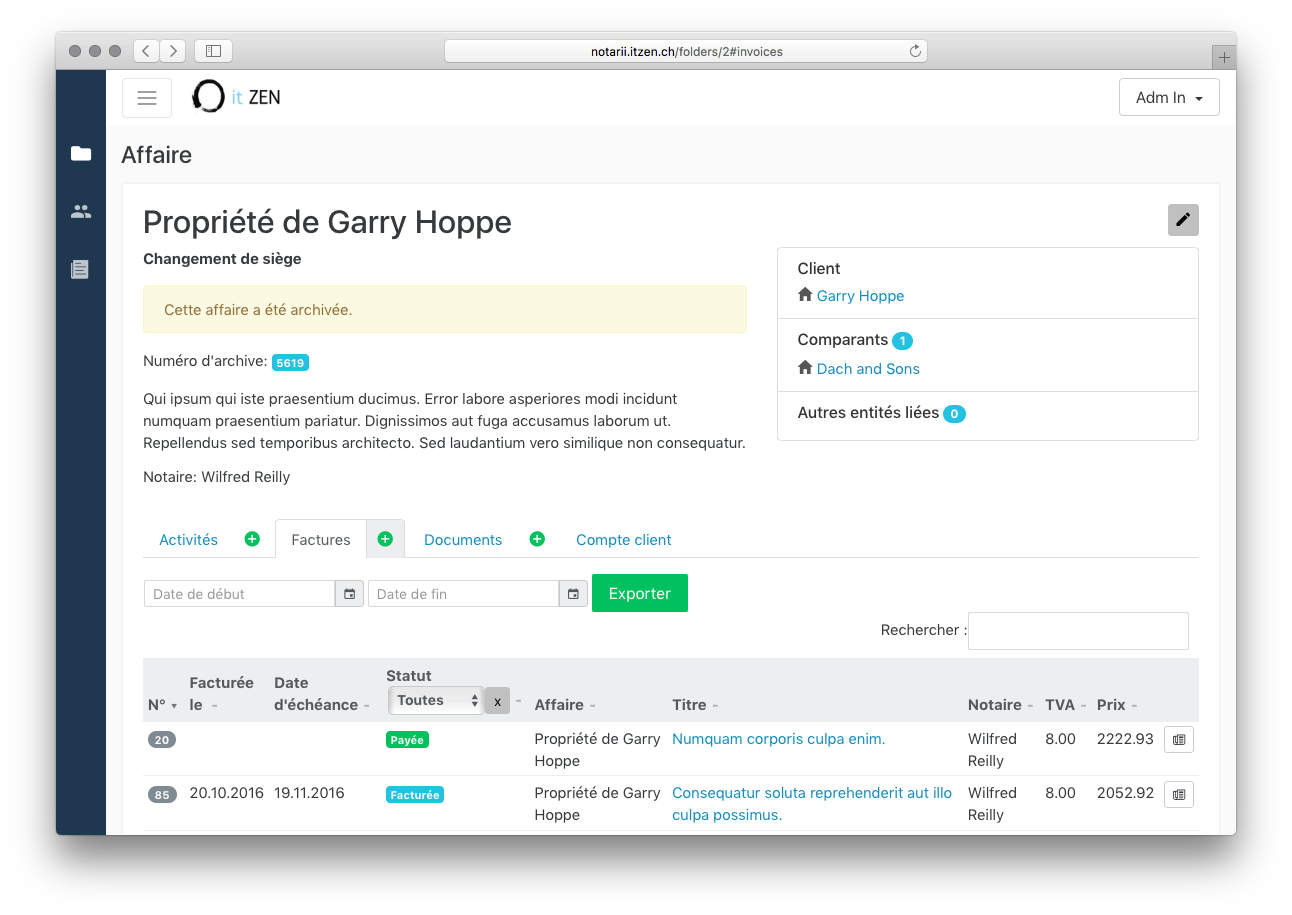 notarii.itzen.ch/folders/2#invoices
it ZEN
Adm In
Affaire
Propriété de Garry Hoppe
Changement de siège
Cette affaire a été archivée.
Numéro d'archive: 5619
Qui ipsum qui iste praesentium ducimus. Error labore asperiores modi incidunt
numquam praesentium pariatur. Dignissimos aut fuga accusamus laborum ut.
Repellendus sed temporibus architecto. Sed laudantium vero similique non consequatur.
Notaire: Wilfred Reilly
Client
Garry Hoppe
Comparants 1
Dach and Sons
Autres entités liées 0
Activités Factures Documents Compte client
Date de début Date de fin Exporter
Rechercher :
Statut
Facturée Date
N° le d'échéance Toutes x Affaire Titre Notaire TVA Prix
20 Payée Propriété de Garry Numquam corporis culpa enim. Wilfred 8.00 2222.93
Hoppe Reilly
85 20.10.2016 19.11.2016 Facturée Propriété de Garry Consequatur soluta reprehenderit aut illo Wilfred 8.00 2052.92
Hoppe culpa possimus. Reilly